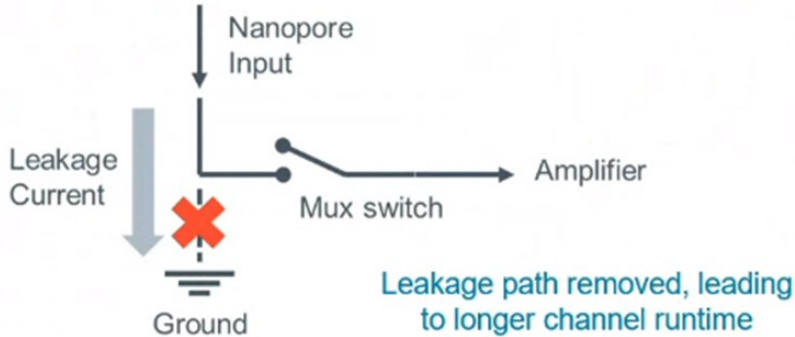 Nanopore
Input
Leakage
Current
Amplifier
Mux switch
Leakage path removed, leading
to longer channel runtime
Ground